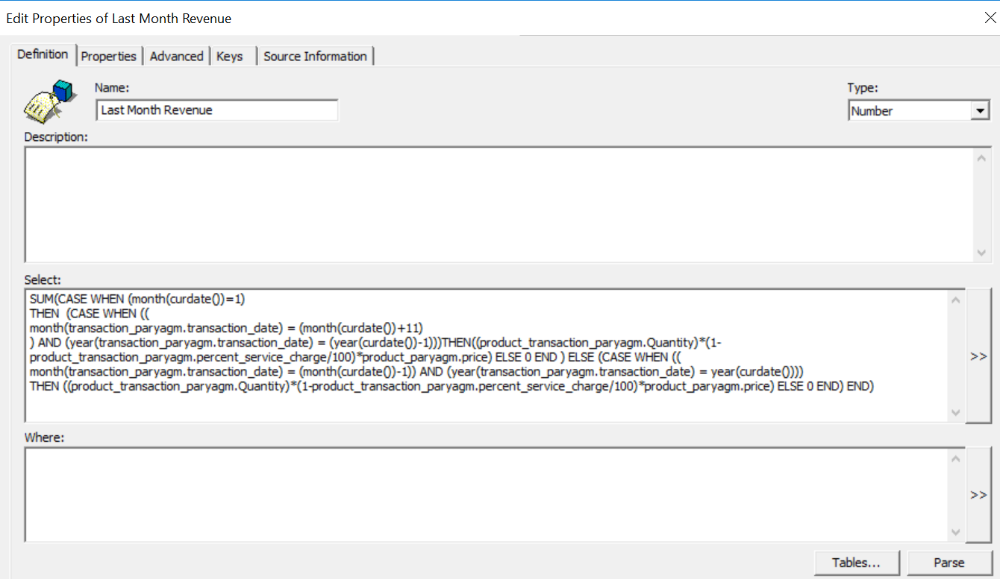 Edit Properties of Last Month Revenue
Definition Properties Advanced Keys Source Information
Name:
Last Month Revenue
Type:
Number
Description:
Select:
SUM(CASE WHEN (month(curdate())=1)
THEN  (CASE WHEN ((
month(transaction_paryagm.transaction_date) = (month(curdate())+11)
) AND (year(transaction_paryagm.transaction_date) = (year(curdate())-1)))THEN((product_transaction_paryagm.Quantity)*(1-
product_transaction_paryagm.percent_service_charge/100)*product_paryagm.price) ELSE 0 END ) ELSE (CASE WHEN ((
month(transaction_paryagm.transaction_date) = (month(curdate())-1)) AND (year(transaction_paryagm.transaction_date) = year(curdate())))
THEN ((product_transaction_paryagm.Quantity)*(1-product_transaction_paryagm.percent_service_charge/100)*product_paryagm.price) ELSE 0 END) END)
>>
Where:
>>
Tables... Parse